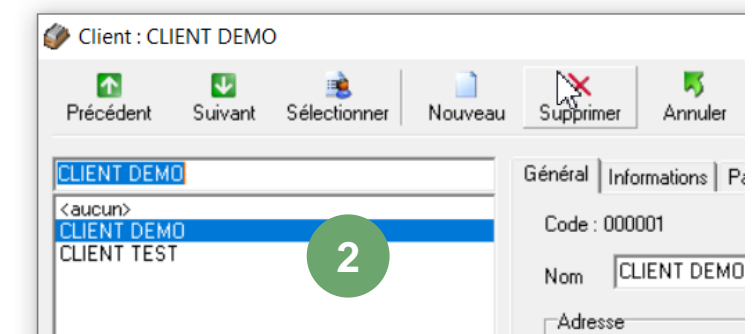 Client : CLIENT DEMO
Précédent Suivant Sélectionner Nouveau Supprimer Annuler
CLIENT DEMO
<aucun>
CLIENT DEMO
CLIENT TEST
2
Général Informations
Code : 000001
Nom CLIENT DEMO
Adresse